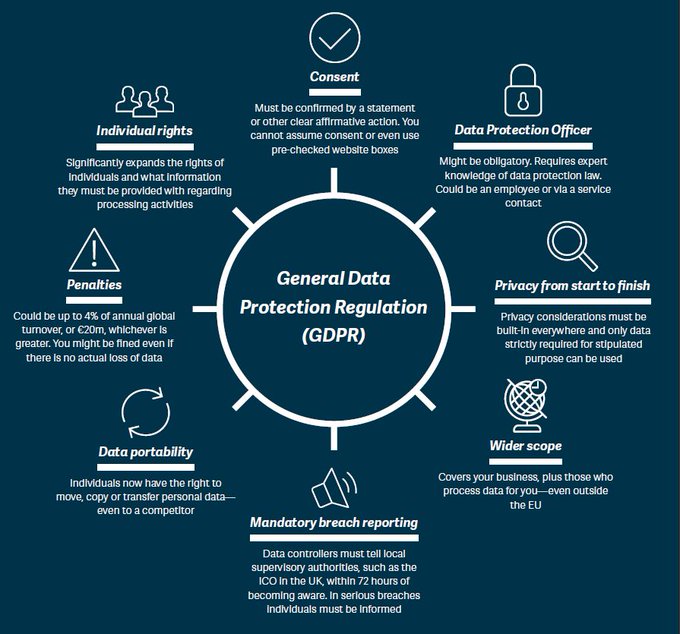 Consent
Must be confirmed by a statement
or other clear affirmative action. You
cannot assume consent or even use
pre-checked website boxes
Individual rights
Significantly expands the rights of
individuals and what information
they must be provided with regarding
processing activities
Data Protection Officer
Might be obligatory. Requires expert
knowledge of data protection law.
Could be an employee or via a service
contact
General Data
Protection Regulation
(GDPR)
Penalties
Could be up to 4% of annual global
turnover, or €20m, whichever is
greater. You might be fined even if
there is no actual loss of data
Privacy from start to finish
Privacy considerations must be
built-in everywhere and only data
strictly required for stipulated
purpose can be used
Data portability
Individuals now have the right to
move, copy or transfer personal data—
even to a competitor
Wider scope
Covers your business, plus those who
process data for you—even outside
the EU
Mandatory breach reporting
Data controllers must tell local
supervisory authorities, such as the
ICO in the UK, within 72 hours of
becoming aware. In serious breaches
individuals must be informed